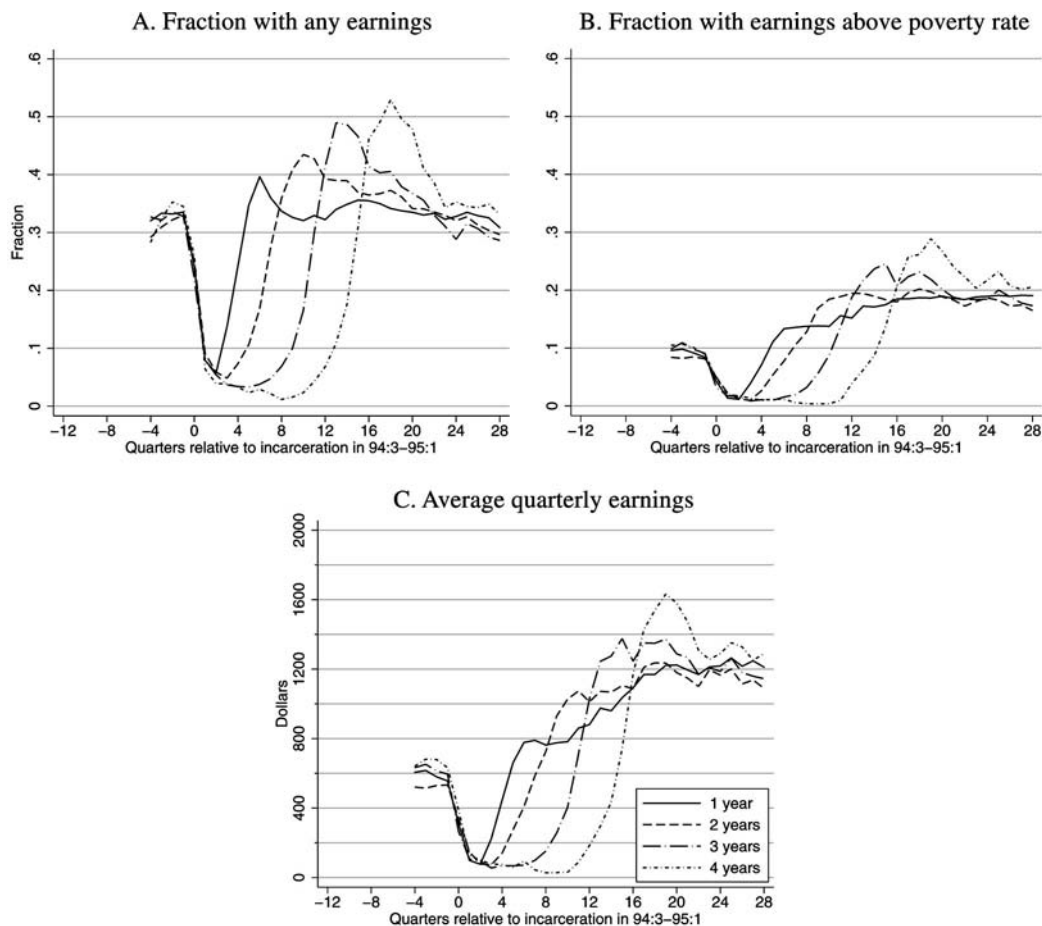 A. Fraction with any earnings
.6
.5
.4
.3
.2
.1
0
Fraction
−12 −8 −4 0 4 8 12 16 20 24 28
Quarters relative to incarceration in 94:3–95:1
B. Fraction with earnings above poverty rate
.6
.5
.4
.3
.2
.1
0
−12 −8 −4 0 4 8 12 16 20 24 28
Quarters relative to incarceration in 94:3–95:1
C. Average quarterly earnings
2000
1600
1200
800
400
0
Dollars
1 year
2 years
3 years
4 years
−12 −8 −4 0 4 8 12 16 20 24 28
Quarters relative to incarceration in 94:3–95:1